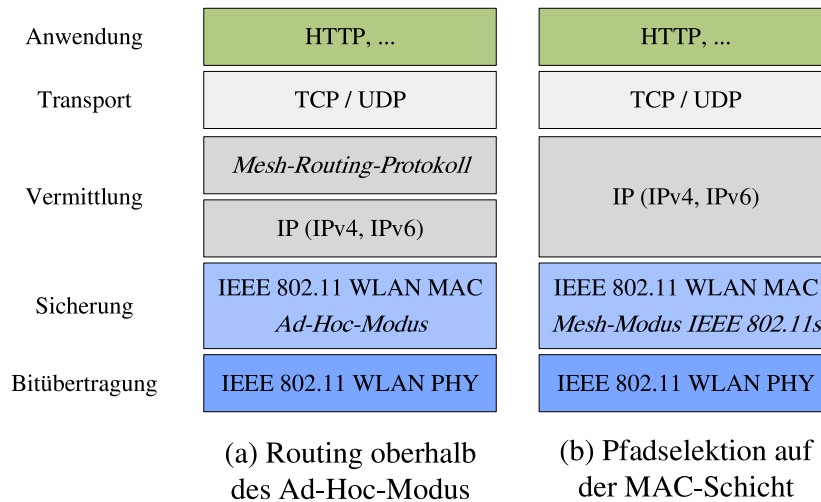 Anwendung
HTTP, ...
HTTP, ...
Transport
TCP / UDP
TCP / UDP
Vermittlung
Mesh-Routing-Protokoll
IP (IPv4, IPv6)
IP (IPv4, IPv6)
Sicherung
IEEE 802.11 WLAN MAC
Ad-Hoc-Modus
IEEE 802.11 WLAN MAC
Mesh-Modus IEEE 802.11s
Bitübertragung
IEEE 802.11 WLAN PHY
IEEE 802.11 WLAN PHY
(a) Routing oberhalb
des Ad-Hoc-Modus
(b) Pfadselektion auf
der MAC-Schicht